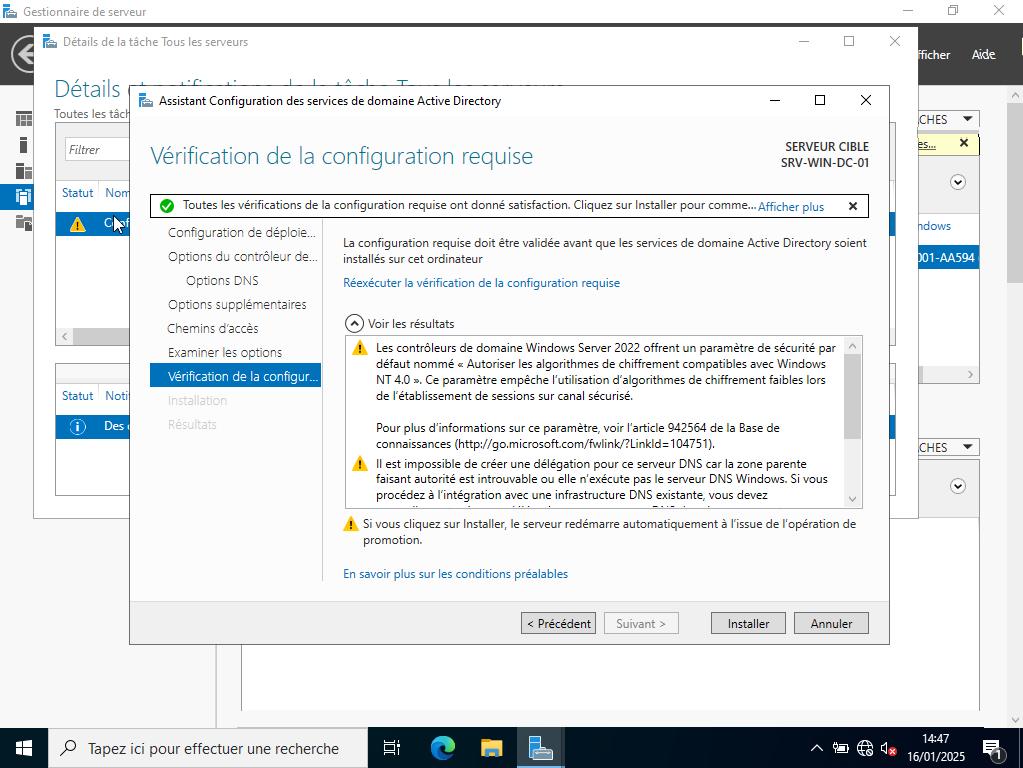 Gestionnaire de serveur
Afficher
Aide
Détails de la tâche Tous les serveurs
Toutes les tâch
Filtrer
Statut
Nom
Statut
Noti
Des
CHES
es...
ndows
001-AA594
CHES
Assistant Configuration des services de domaine Active Directory
Vérification de la configuration requise
SERVEUR CIBLE
SRV-WIN-DC-01
Toutes les vérifications de la configuration requise ont donné satisfaction. Cliquez sur Installer pour comme...
Afficher plus
Configuration de déploie...
Options du contrôleur de...
Options DNS
Options supplémentaires
Chemins d’accès
Examiner les options
Vérification de la configur...
Installation
Résultats
La configuration requise doit être validée avant que les services de domaine Active Directory soient
installés sur cet ordinateur
Réexécuter la vérification de la configuration requise
Voir les résultats
Les contrôleurs de domaine Windows Server 2022 offrent un paramètre de sécurité par
défaut nommé « Autoriser les algorithmes de chiffrement compatibles avec Windows
NT 4.0 ». Ce paramètre empêche l’utilisation d’algorithmes de chiffrement faibles lors
de l’établissement de sessions sur canal sécurisé.
Pour plus d’informations sur ce paramètre, voir l’article 942564 de la Base de
connaissances (http://go.microsoft.com/fwlink/?LinkId=104751).
Il est impossible de créer une délégation pour ce serveur DNS car la zone parente
faisant autorité est introuvable ou elle n’exécute pas le serveur DNS Windows. Si vous
procédez à l’intégration avec une infrastructure DNS existante, vous devez
Si vous cliquez sur Installer, le serveur redémarre automatiquement à l’issue de l’opération de
promotion.
En savoir plus sur les conditions préalables
< Précédent
Suivant >
Installer
Annuler
Tapez ici pour effectuer une recherche
14:47
16/01/2025
1